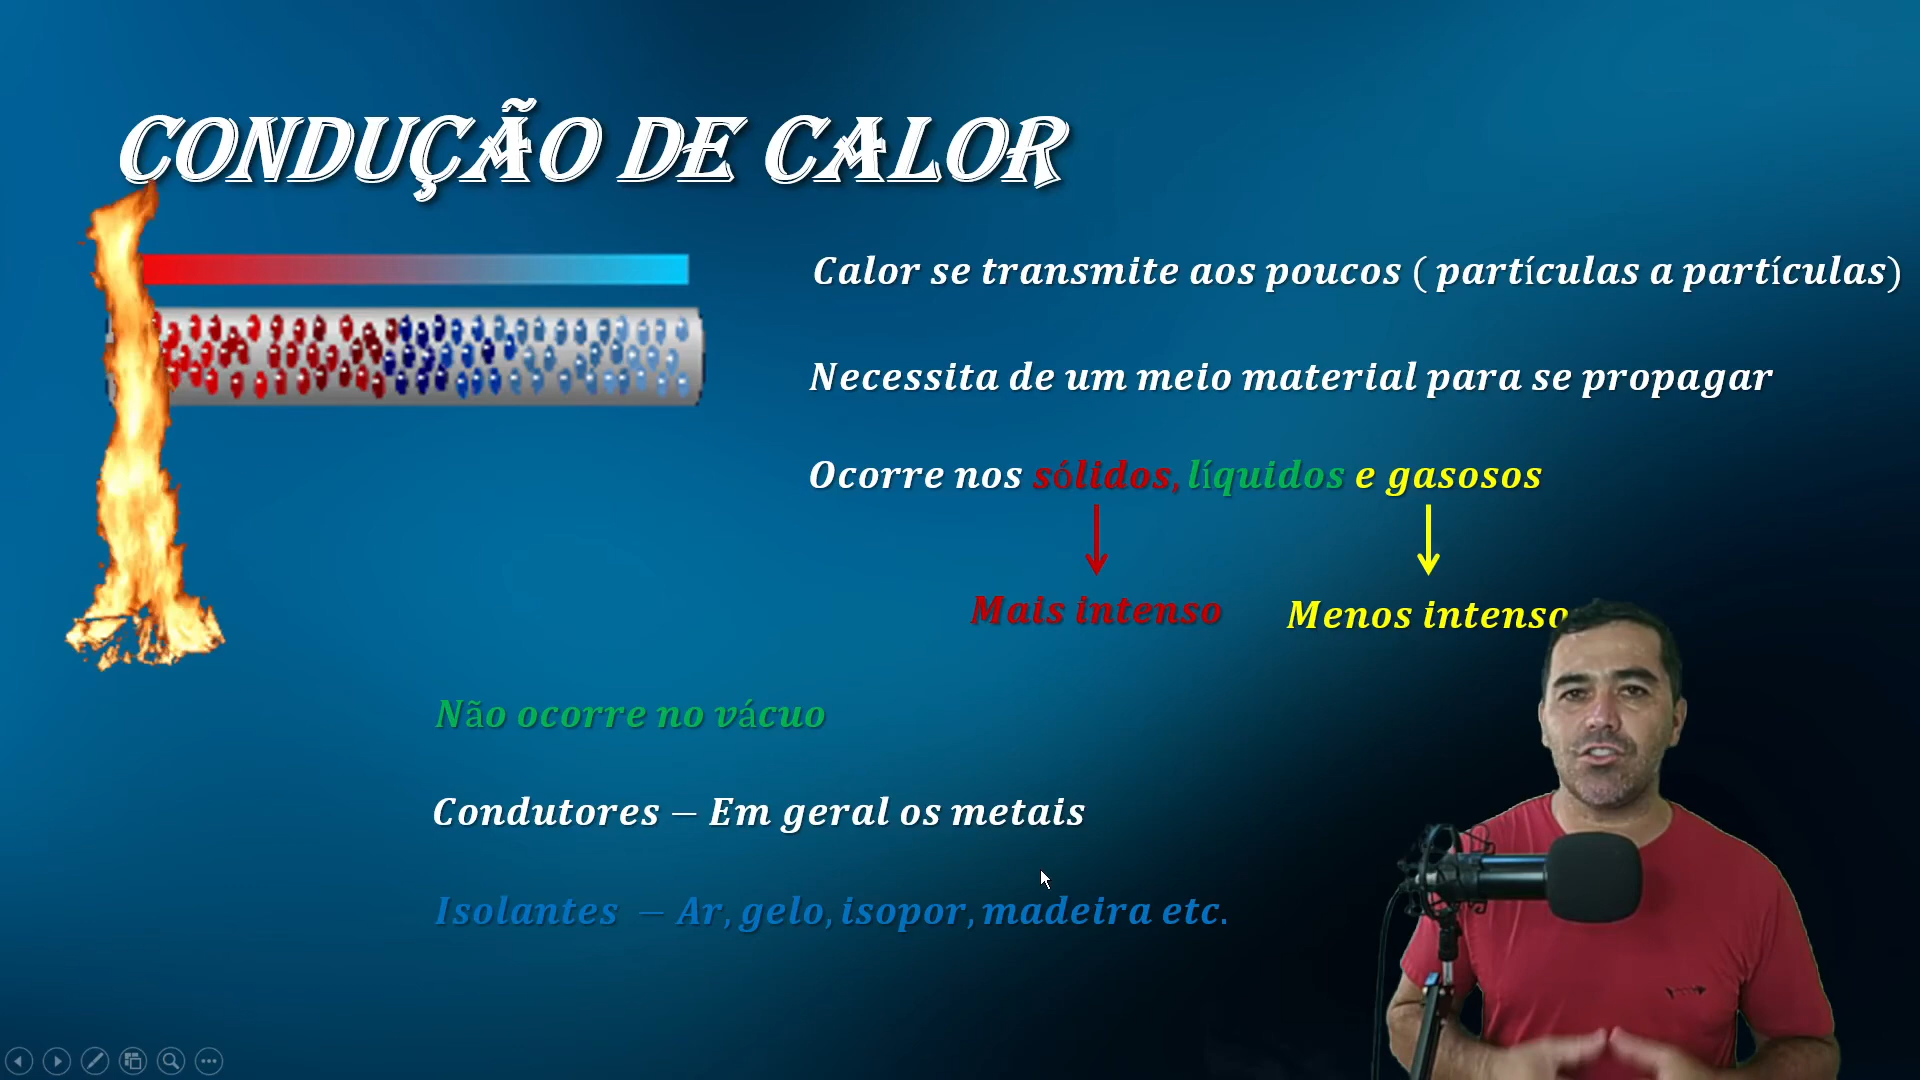 CONDUÇÃO DE CALOR
Calor se transmite aos poucos ( partículas a partículas)
Necessita de um meio material para se propagar
Ocorre nos sólidos, líquidos e gasosos
Mais intenso Menos intenso
Não ocorre no vácuo
Condutores – Em geral os metais
Isolantes – Ar, gelo, isopor, madeira etc.